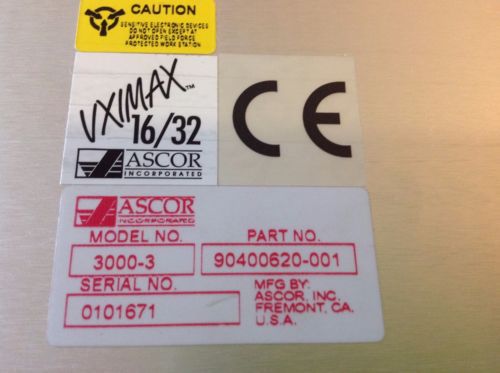 CAUTION
SENSITIVE ELECTRONIC DEVICES
DO NOT OPEN EXCEPT AT
APPROVED FIELD FORCE
PROTECTED WORK STATION
VXIMAX™
16/32
ASCOR
INCORPORATED
CE
ASCOR
INCORPORATED
MODEL NO. PART NO.
3000-3 90400620-001
SERIAL NO. MFG BY:
0101671 ASCOR, INC.
FREMONT, CA.
U.S.A.